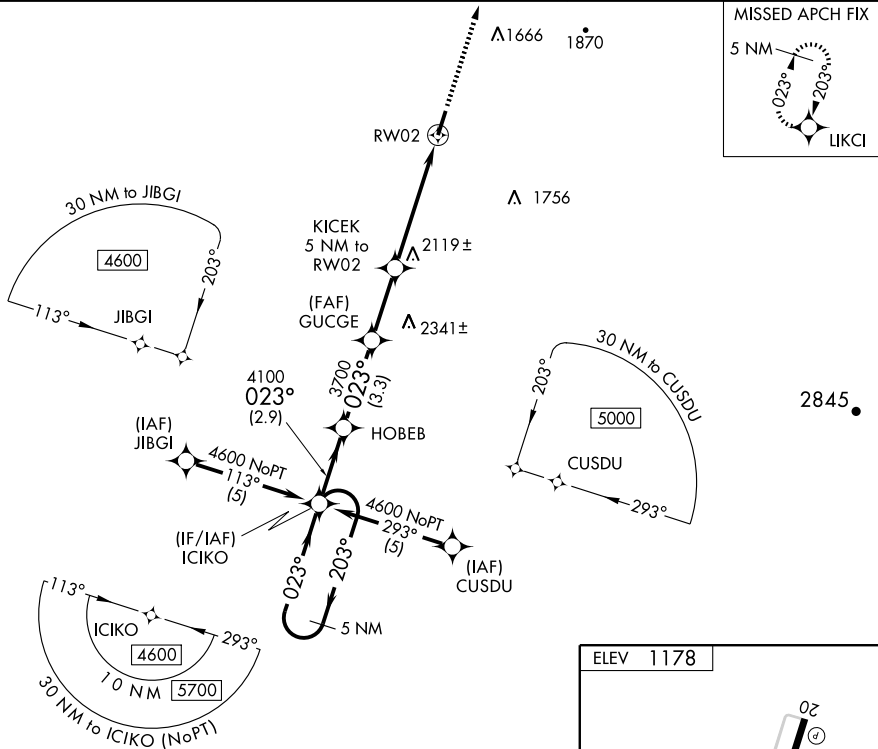 MISSED APCH FIX
5 NM
023°
203°
LIKCI
1666
1870
RW02
1756
30 NM to JIBGI
4600
203°
113°
JIBGI
KICEK
5 NM to
RW02
2119±
(FAF)
GUCGE
2341±
30 NM to CUSDU
203°
5000
CUSDU
293°
2845
4100
023°
(2.9)
3700
023°
(3.3)
HOBEB
(IAF)
JIBGI
4600 NoPT
113°
(5)
4600 NoPT
293°
(5)
(IF/IAF)
ICIKO
(IAF)
CUSDU
023°
203°
5 NM
113°
ICIKO
293°
4600
10 NM
5700
30 NM to ICIKO (NoPT)
ELEV 1178
20
P